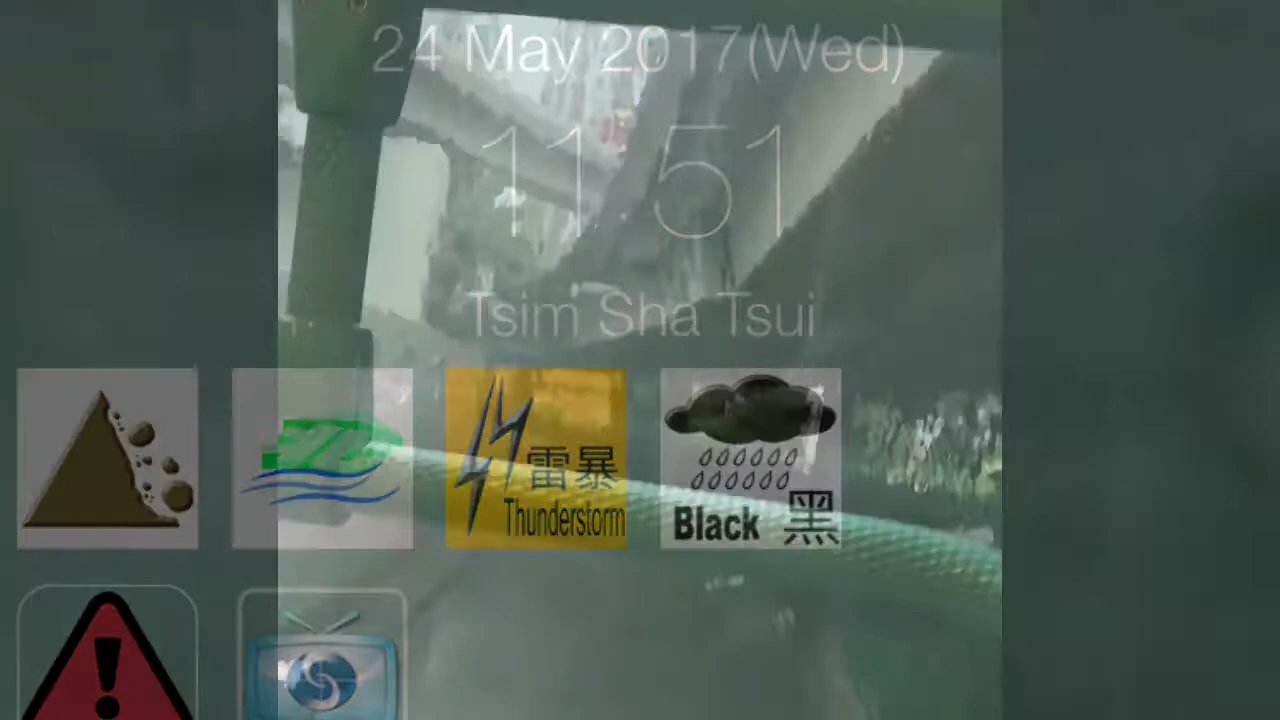 24 May 2017(Wed)
11:51
Tsim Sha Tsui
雷暴
Thunderstorm
Black 黑